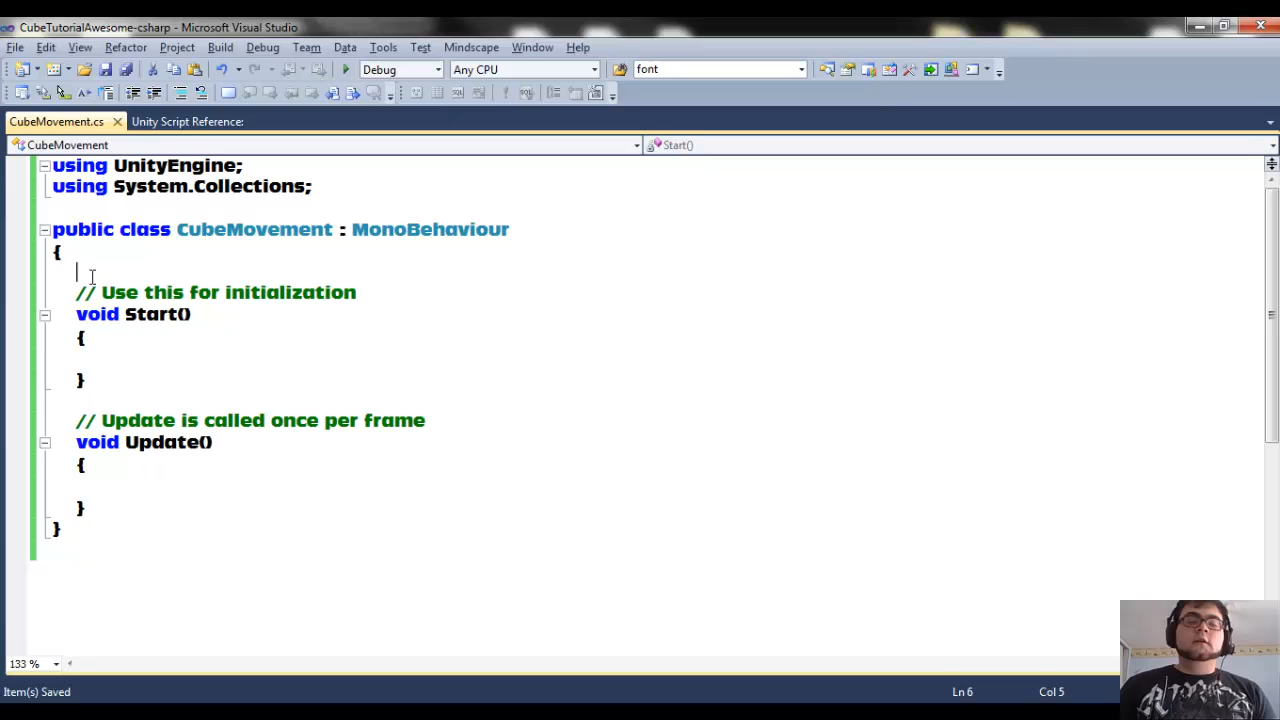 CubeTutorialAwesome-csharp - Microsoft Visual Studio
File Edit View Refactor Project Build Debug Team Data Tools Test Mindscape Window Help
Debug Any CPU font
CubeMovement.cs Unity Script Reference:
CubeMovement Start()
using UnityEngine;
using System.Collections;
public class CubeMovement : MonoBehaviour
{
// Use this for initialization
void Start()
{
}
// Update is called once per frame
void Update()
{
}
}
133 %
Item(s) Saved Ln 6 Col 5